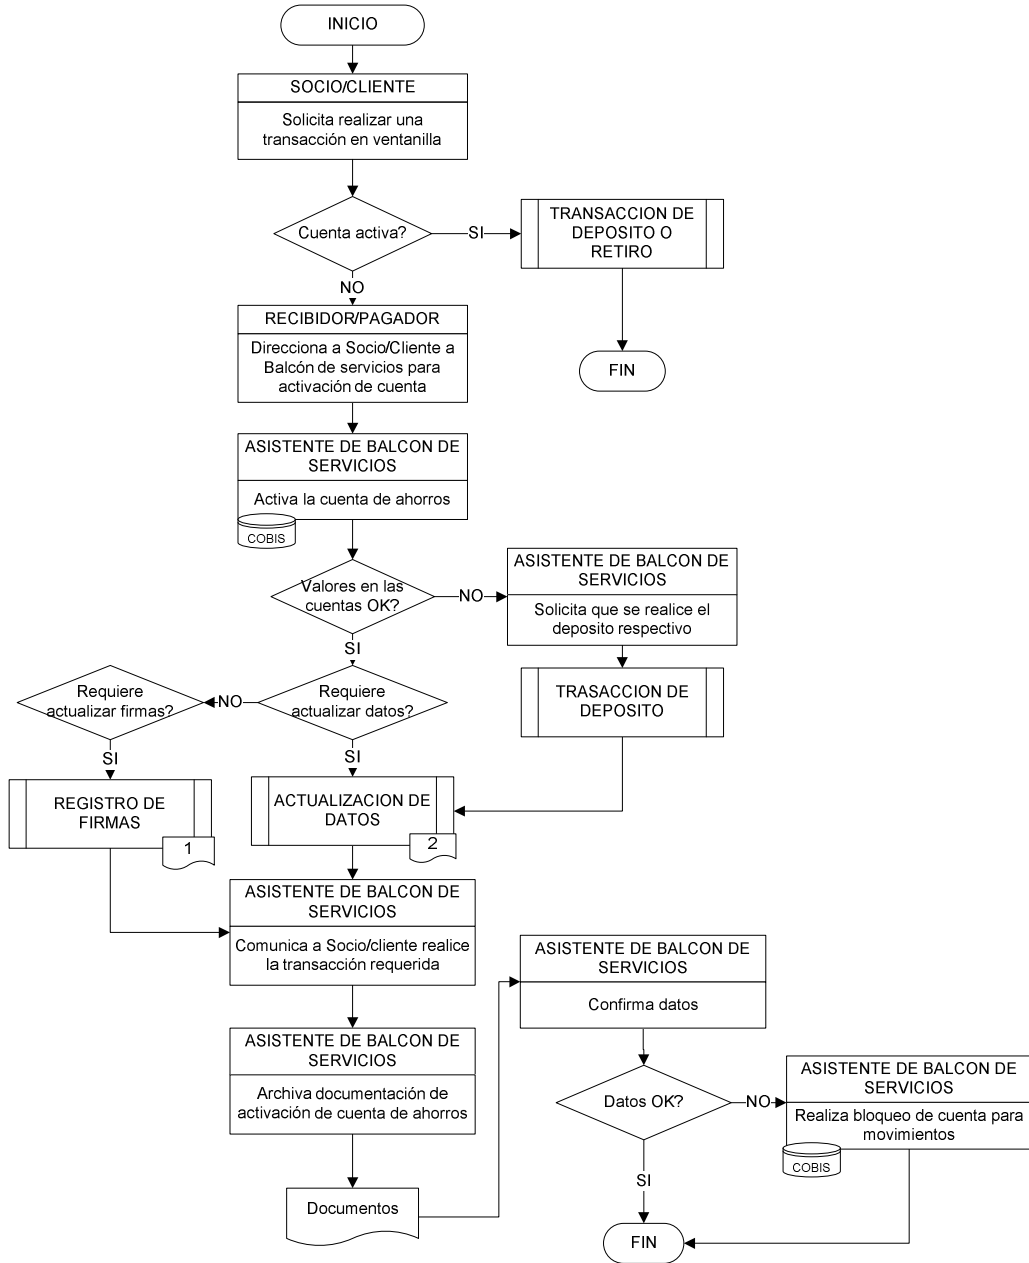 INICIO
SOCIO/CLIENTE
Solicita realizar una
transacción en ventanilla
Cuenta activa?
SI
TRANSACCION DE
DEPOSITO O
RETIRO
NO
FIN
RECIBIDOR/PAGADOR
Direcciona a Socio/Cliente a
Balcón de servicios para
activación de cuenta
ASISTENTE DE BALCON DE
SERVICIOS
Activa la cuenta de ahorros
COBIS
Valores en las
cuentas OK?
NO
ASISTENTE DE BALCON DE
SERVICIOS
Solicita que se realice el
deposito respectivo
SI
TRASACCION DE
DEPOSITO
Requiere
actualizar datos?
NO
Requiere
actualizar firmas?
SI
SI
REGISTRO DE
FIRMAS
1
ACTUALIZACION DE
DATOS
2
ASISTENTE DE BALCON DE
SERVICIOS
Comunica a Socio/cliente realice
la transacción requerida
ASISTENTE DE BALCON DE
SERVICIOS
Archiva documentación de
activación de cuenta de ahorros
Documentos
ASISTENTE DE BALCON DE
SERVICIOS
Confirma datos
Datos OK?
NO
ASISTENTE DE BALCON DE
SERVICIOS
Realiza bloqueo de cuenta para
movimientos
COBIS
SI
FIN